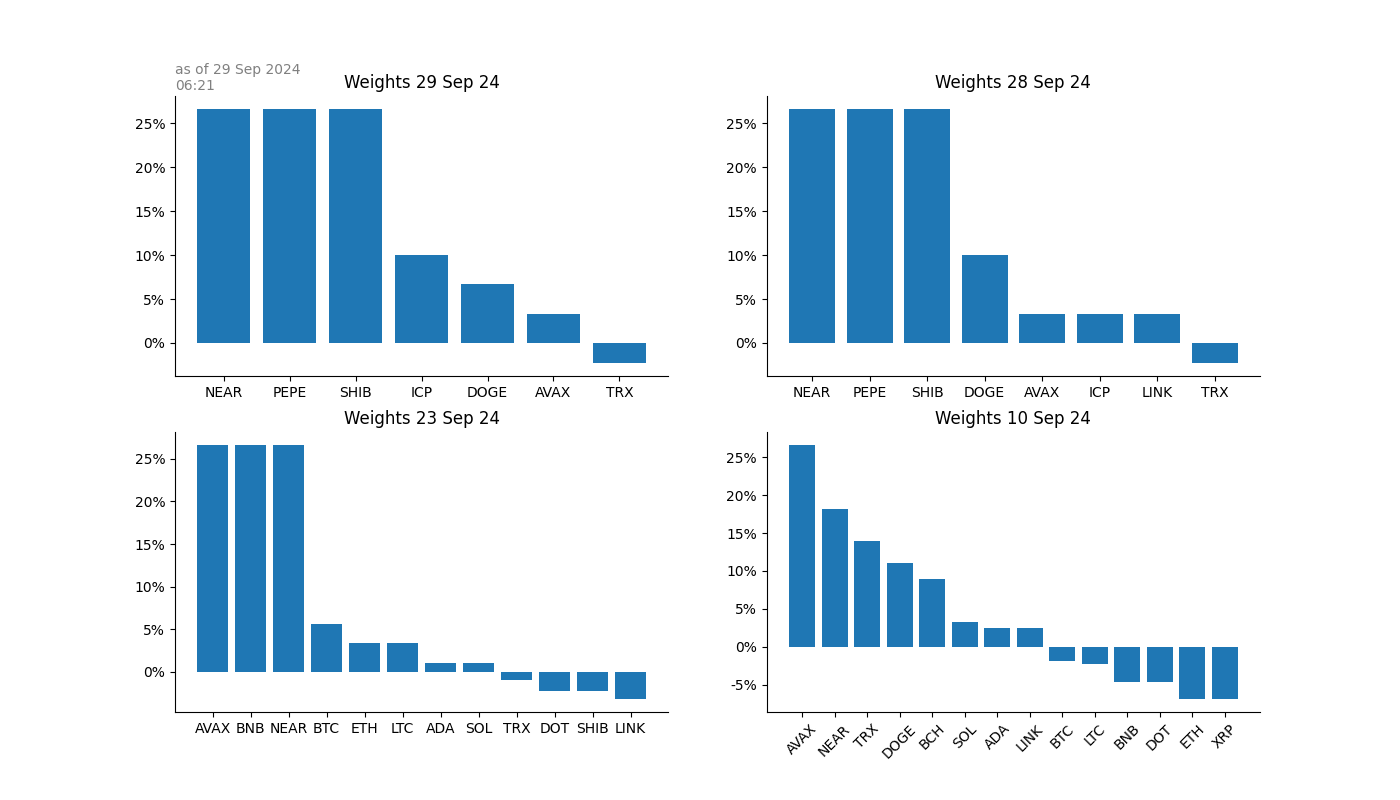 as of 29 Sep 2024
06:21
Weights 29 Sep 24
25%
20%
15%
10%
5%
0%
NEAR PEPE SHIB ICP DOGE AVAX TRX
Weights 28 Sep 24
25%
20%
15%
10%
5%
0%
NEAR PEPE SHIB DOGE AVAX ICP LINK TRX
Weights 23 Sep 24
25%
20%
15%
10%
5%
0%
AVAX BNB NEAR BTC ETH LTC ADA SOL TRX DOT SHIB LINK
Weights 10 Sep 24
25%
20%
15%
10%
5%
0%
-5%
AVAX NEAR TRX DOGE BCH SOL ADA LINK BTC LTC BNB DOT ETH XRP